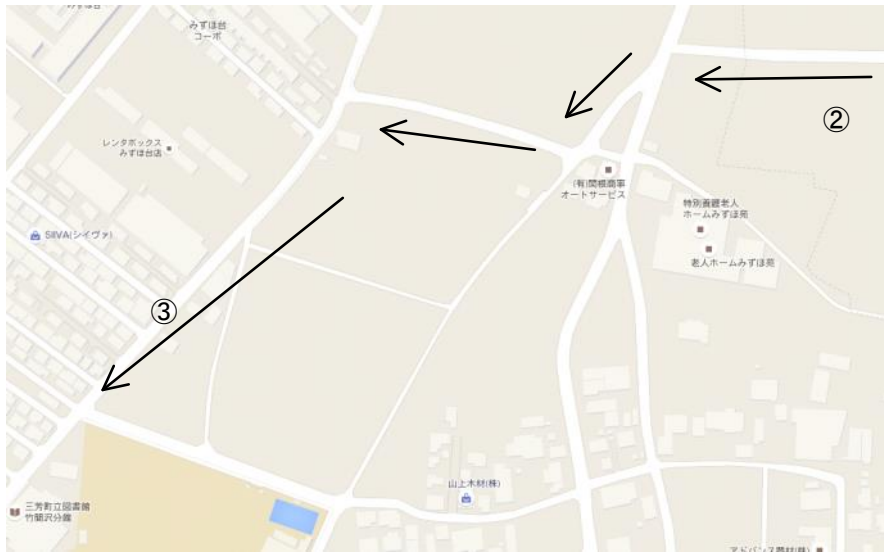 みずほ台
コーポ
②
レンタボックス
みずほ台店
(有)関根商事
オートサービス
特別養護老人
ホームみずほ苑
SIIVA(シイヴァ)
老人ホームみずほ苑
③
山上木材(株)
三芳町立図書館
竹間沢分館